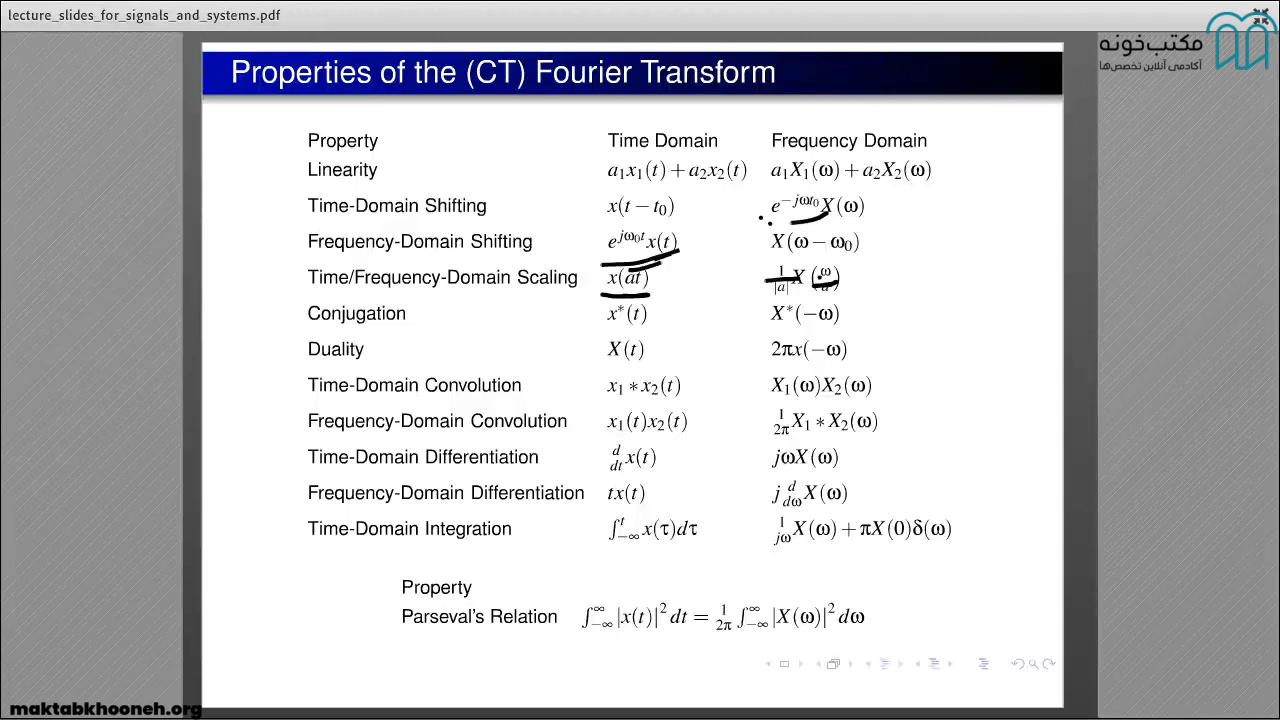 lecture_slides_for_signals_and_systems.pdf
مکتب‌خونه
آکادمی آنلاین تخصص‌ها
Properties of the (CT) Fourier Transform
Property Time Domain Frequency Domain
Linearity a₁x₁(t) + a₂x₂(t) a₁X₁(ω) + a₂X₂(ω)
Time-Domain Shifting x(t − t₀) e^{−jωt₀}X(ω)
Frequency-Domain Shifting e^{jω₀t}x(t) X(ω − ω₀)
Time/Frequency-Domain Scaling x(at) 1/|a| X(ω/a)
Conjugation x*(t) X*(−ω)
Duality X(t) 2πx(−ω)
Time-Domain Convolution x₁ ∗ x₂(t) X₁(ω)X₂(ω)
Frequency-Domain Convolution x₁(t)x₂(t) 1/2π X₁ ∗ X₂(ω)
Time-Domain Differentiation d/dt x(t) jωX(ω)
Frequency-Domain Differentiation tx(t) j d/dω X(ω)
Time-Domain Integration ∫_{−∞}^{t} x(τ)dτ 1/jω X(ω) + πX(0)δ(ω)
Property
Parseval's Relation ∫_{−∞}^{∞} |x(t)|² dt = 1/2π ∫_{−∞}^{∞} |X(ω)|² dω
maktabkhooneh.org